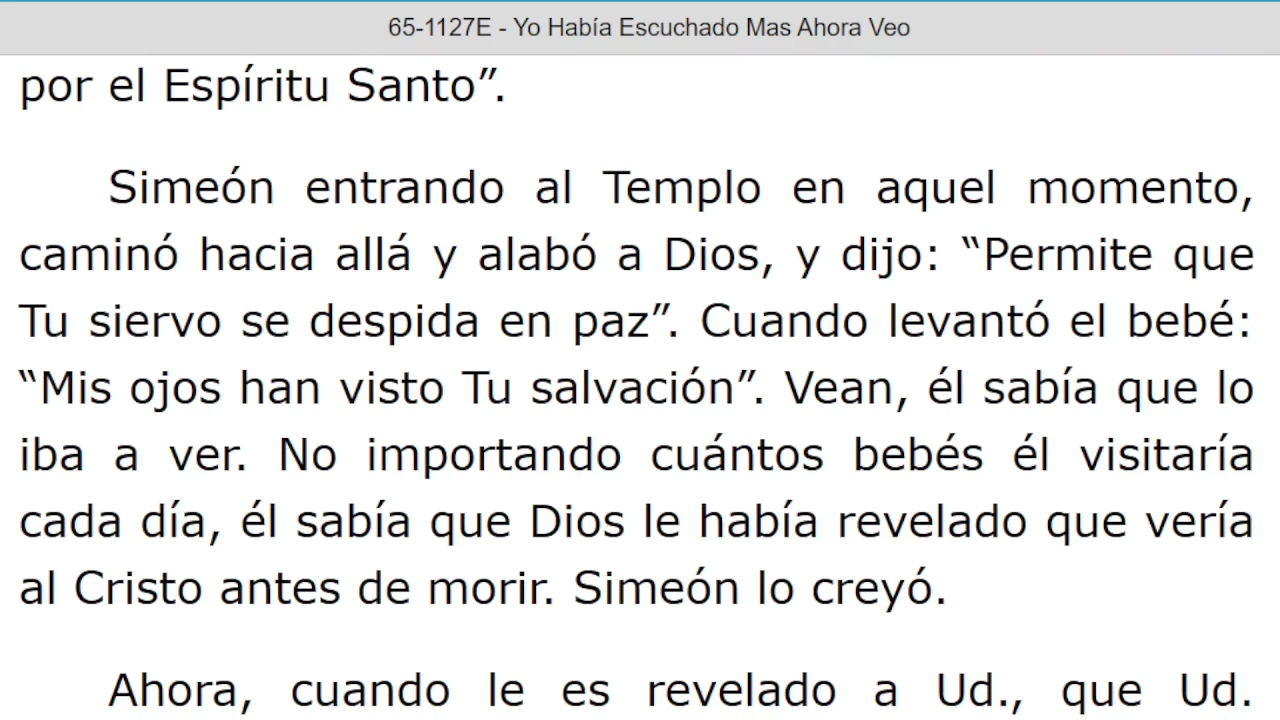 65-1127E - Yo Había Escuchado Mas Ahora Veo
por el Espíritu Santo”.
Simeón entrando al Templo en aquel momento,
caminó hacia allá y alabó a Dios, y dijo: “Permite que
Tu siervo se despida en paz”. Cuando levantó el bebé:
“Mis ojos han visto Tu salvación”. Vean, él sabía que lo
iba a ver. No importando cuántos bebés él visitaría
cada día, él sabía que Dios le había revelado que vería
al Cristo antes de morir. Simeón lo creyó.
Ahora, cuando le es revelado a Ud., que Ud.